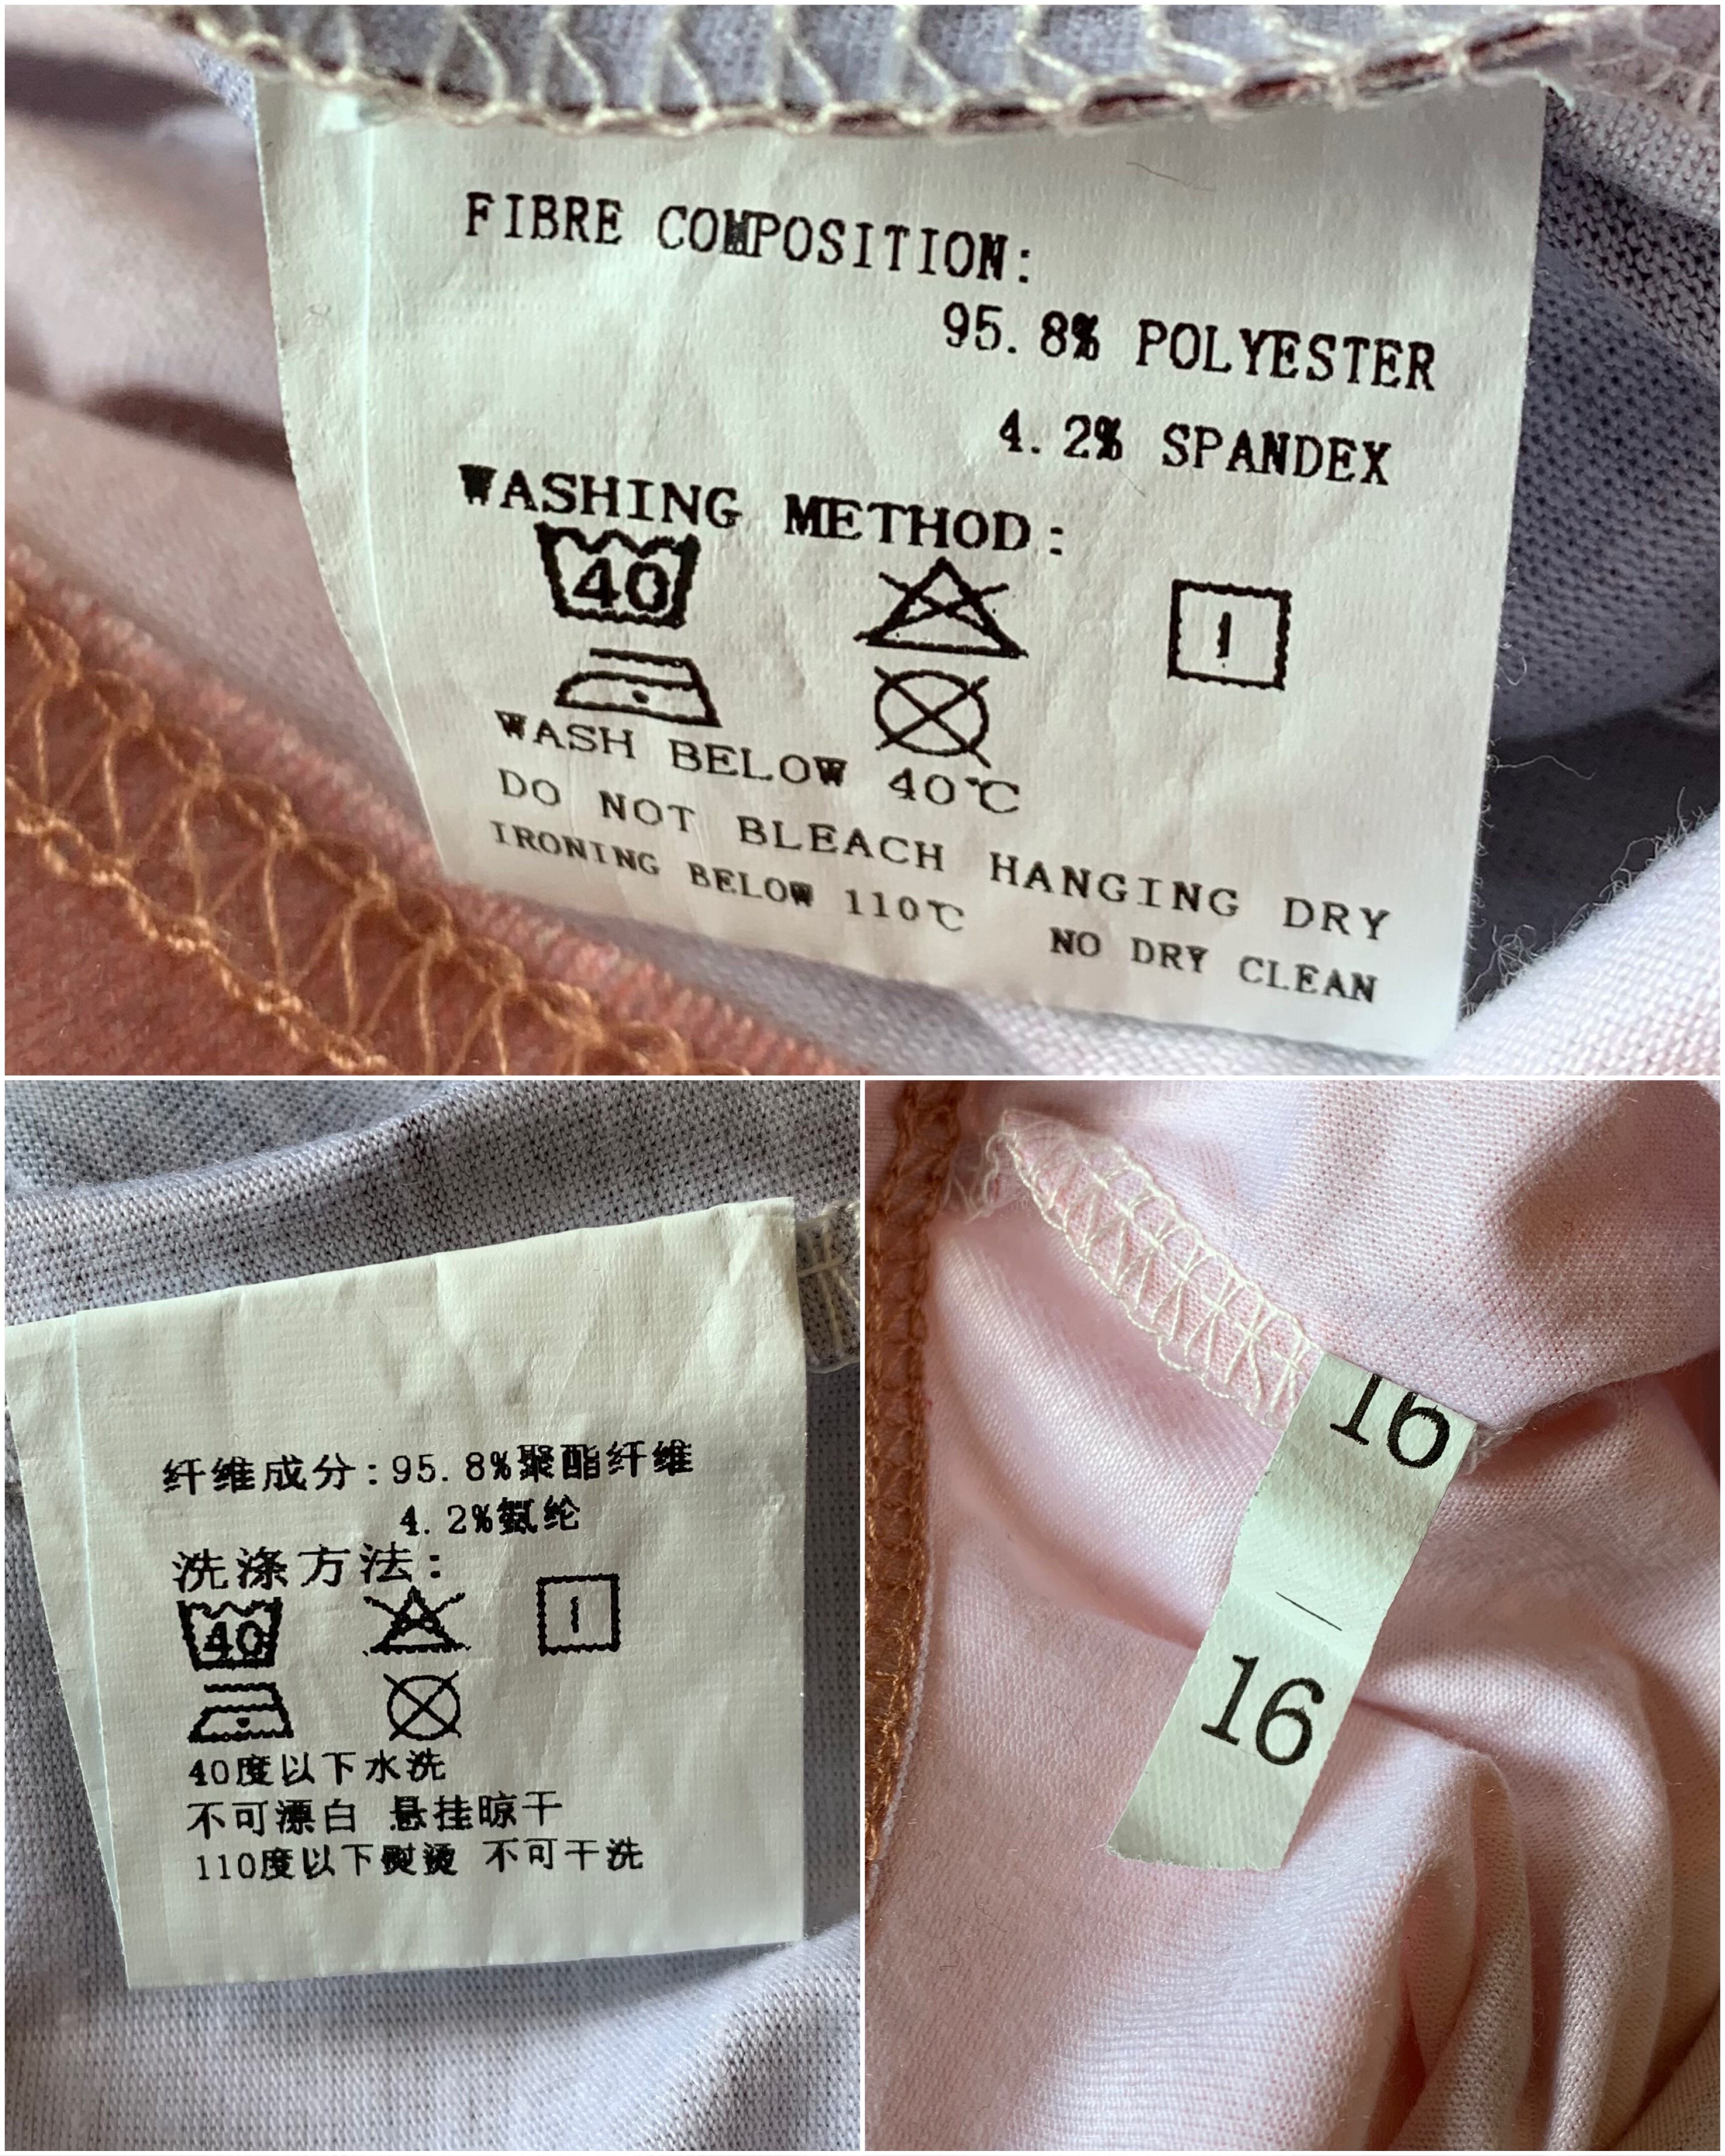 FIBRE COMPOSITION:
95.8% POLYESTER
4.2% SPANDEX
WASHING METHOD:
40
WASH BELOW 40℃
DO NOT BLEACH HANGING DRY
IRONING BELOW 110℃ NO DRY CLEAN
纤维成分:95.8%聚酯纤维
4.2%氨纶
洗涤方法:
40
40度以下水洗
不可漂白 悬挂晾干
110度以下熨烫 不可干洗
16
16